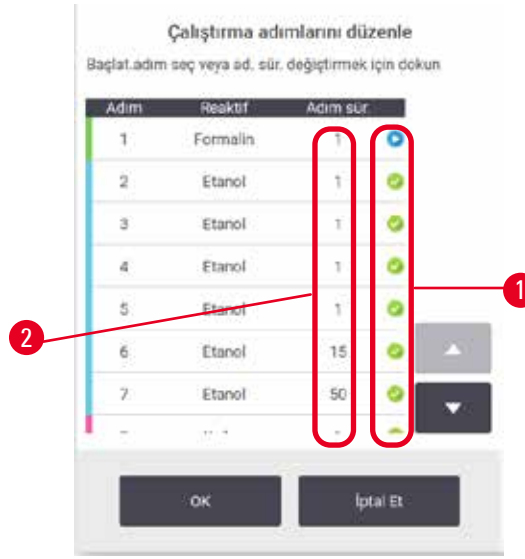 Çalıştırma adımlarını düzenle
Başlat.adım seç veya ad. sür. değiştirmek için dokun
Adım Reaktif Adım sür.
1 Formalin 1
2 Etanol 1
3 Etanol 1
4 Etanol 1
5 Etanol 1
6 Etanol 15
7 Etanol 50
1
2
OK İptal Et